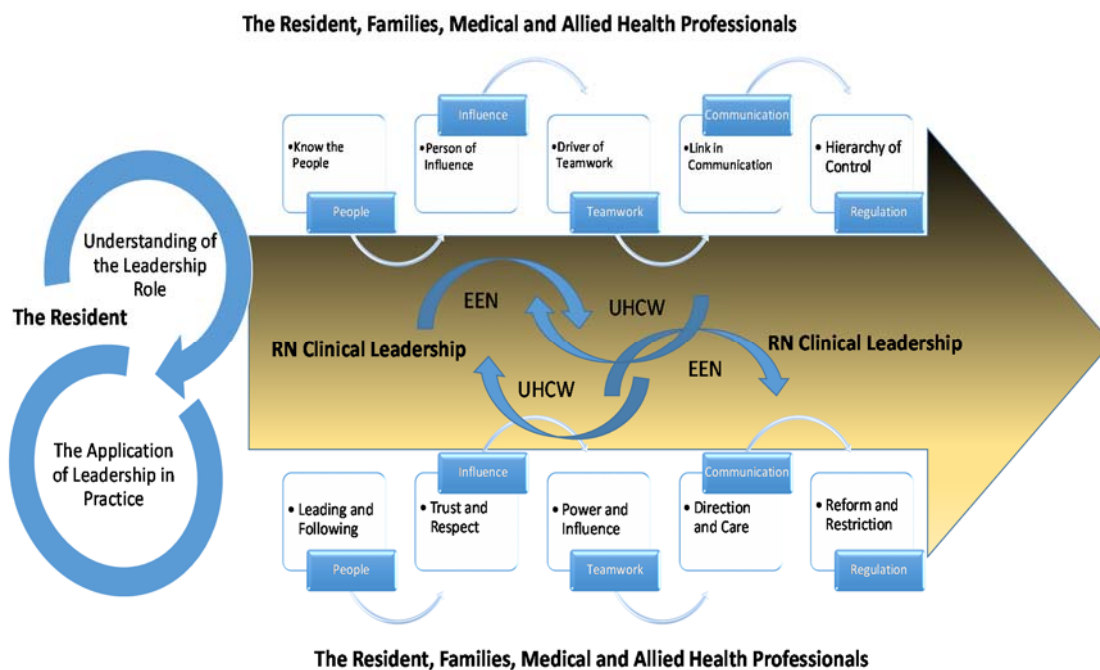 The Resident, Families, Medical and Allied Health Professionals
Influence
Communication
•Know the
People
•Person of
Influence
•Driver of
Teamwork
•Link in
Communication
• Hierarchy of
Control
People
Teamwork
Regulation
Understanding of
the Leadership
Role
The Resident
The Application
of Leadership in
Practice
EEN
UHCW
RN Clinical Leadership
RN Clinical Leadership
UHCW
EEN
Influence
Communication
• Leading and
Following
• Trust and
Respect
• Power and
Influence
• Direction
and Care
• Reform and
Restriction
People
Teamwork
Regulation
The Resident, Families, Medical and Allied Health Professionals